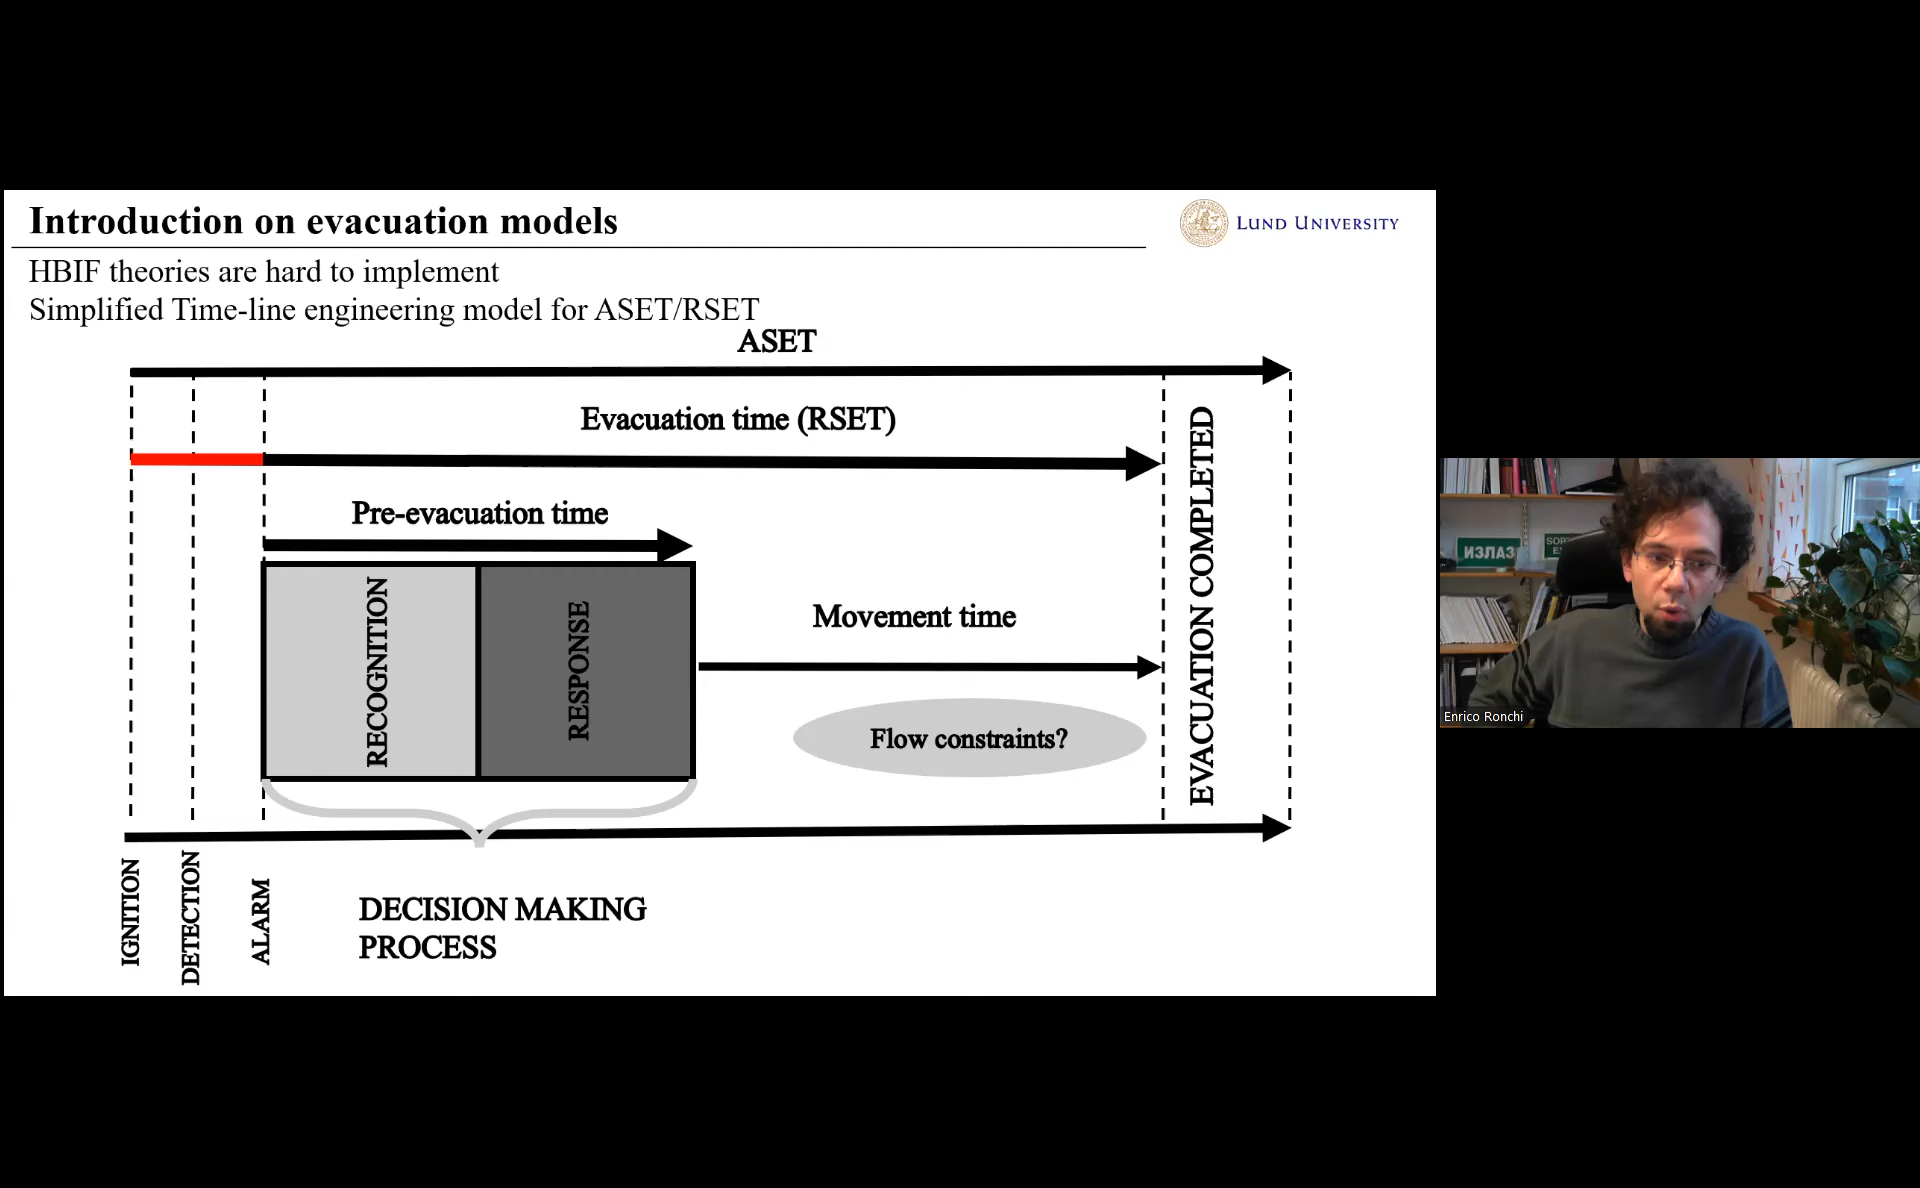 Introduction on evacuation models
LUND UNIVERSITY
HBIF theories are hard to implement
Simplified Time-line engineering model for ASET/RSET
ASET
Evacuation time (RSET)
Pre-evacuation time
RECOGNITION
RESPONSE
Movement time
Flow constraints?
EVACUATION COMPLETED
IGNITION
DETECTION
ALARM
DECISION MAKING
PROCESS
ИЗЛАЗ
Enrico Ronchi